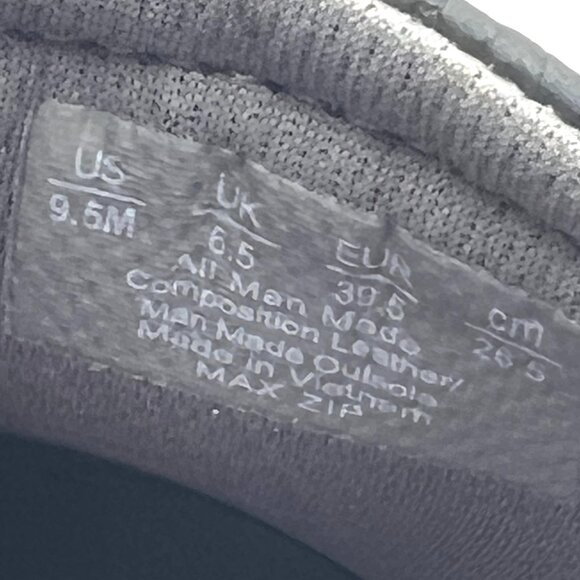 US UK EUR cm
9.5M 6.5 39.5 26.5
All Man Made
Composition Leather/
Man Made Outsole
Made in Vietnam
MAX ZIP